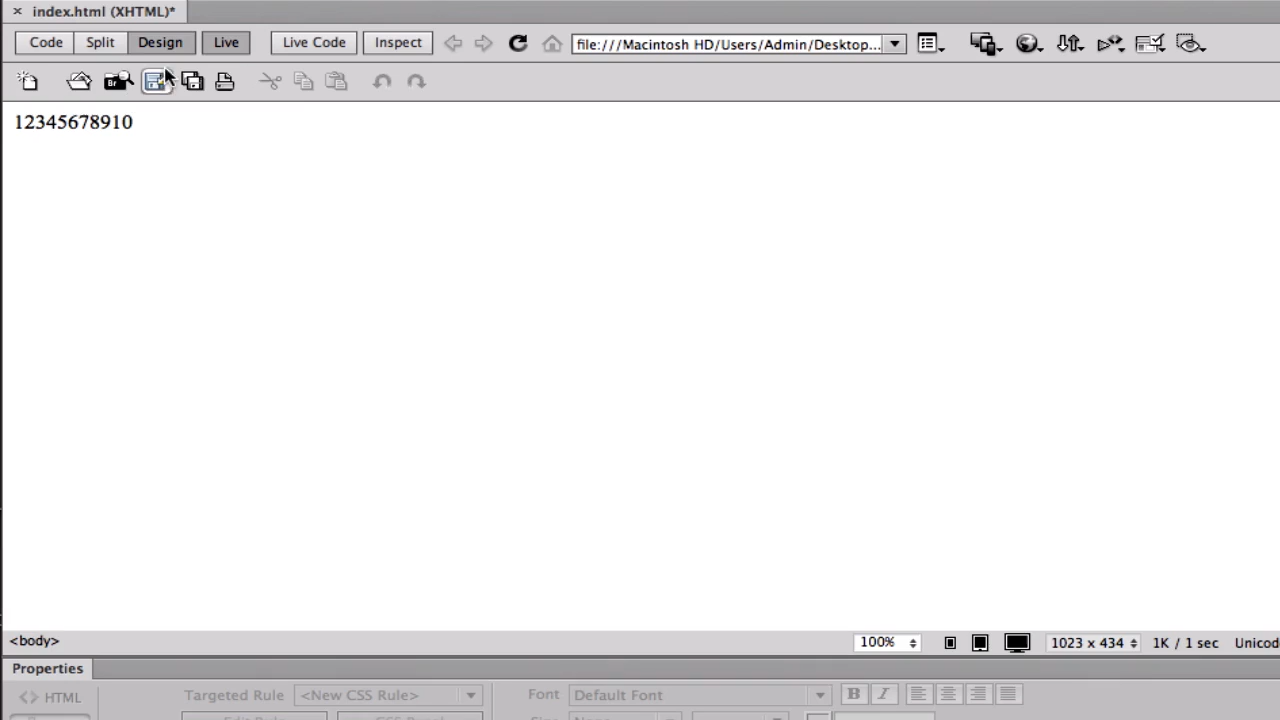 index.html (XHTML)*
Code Split Design Live Live Code Inspect file:///Macintosh HD/Users/Admin/Desktop...
Br
12345678910
<body> 100% 1023 x 434 1K / 1 sec
Properties
<> HTML Targeted Rule <New CSS Rule> Font Default Font B I